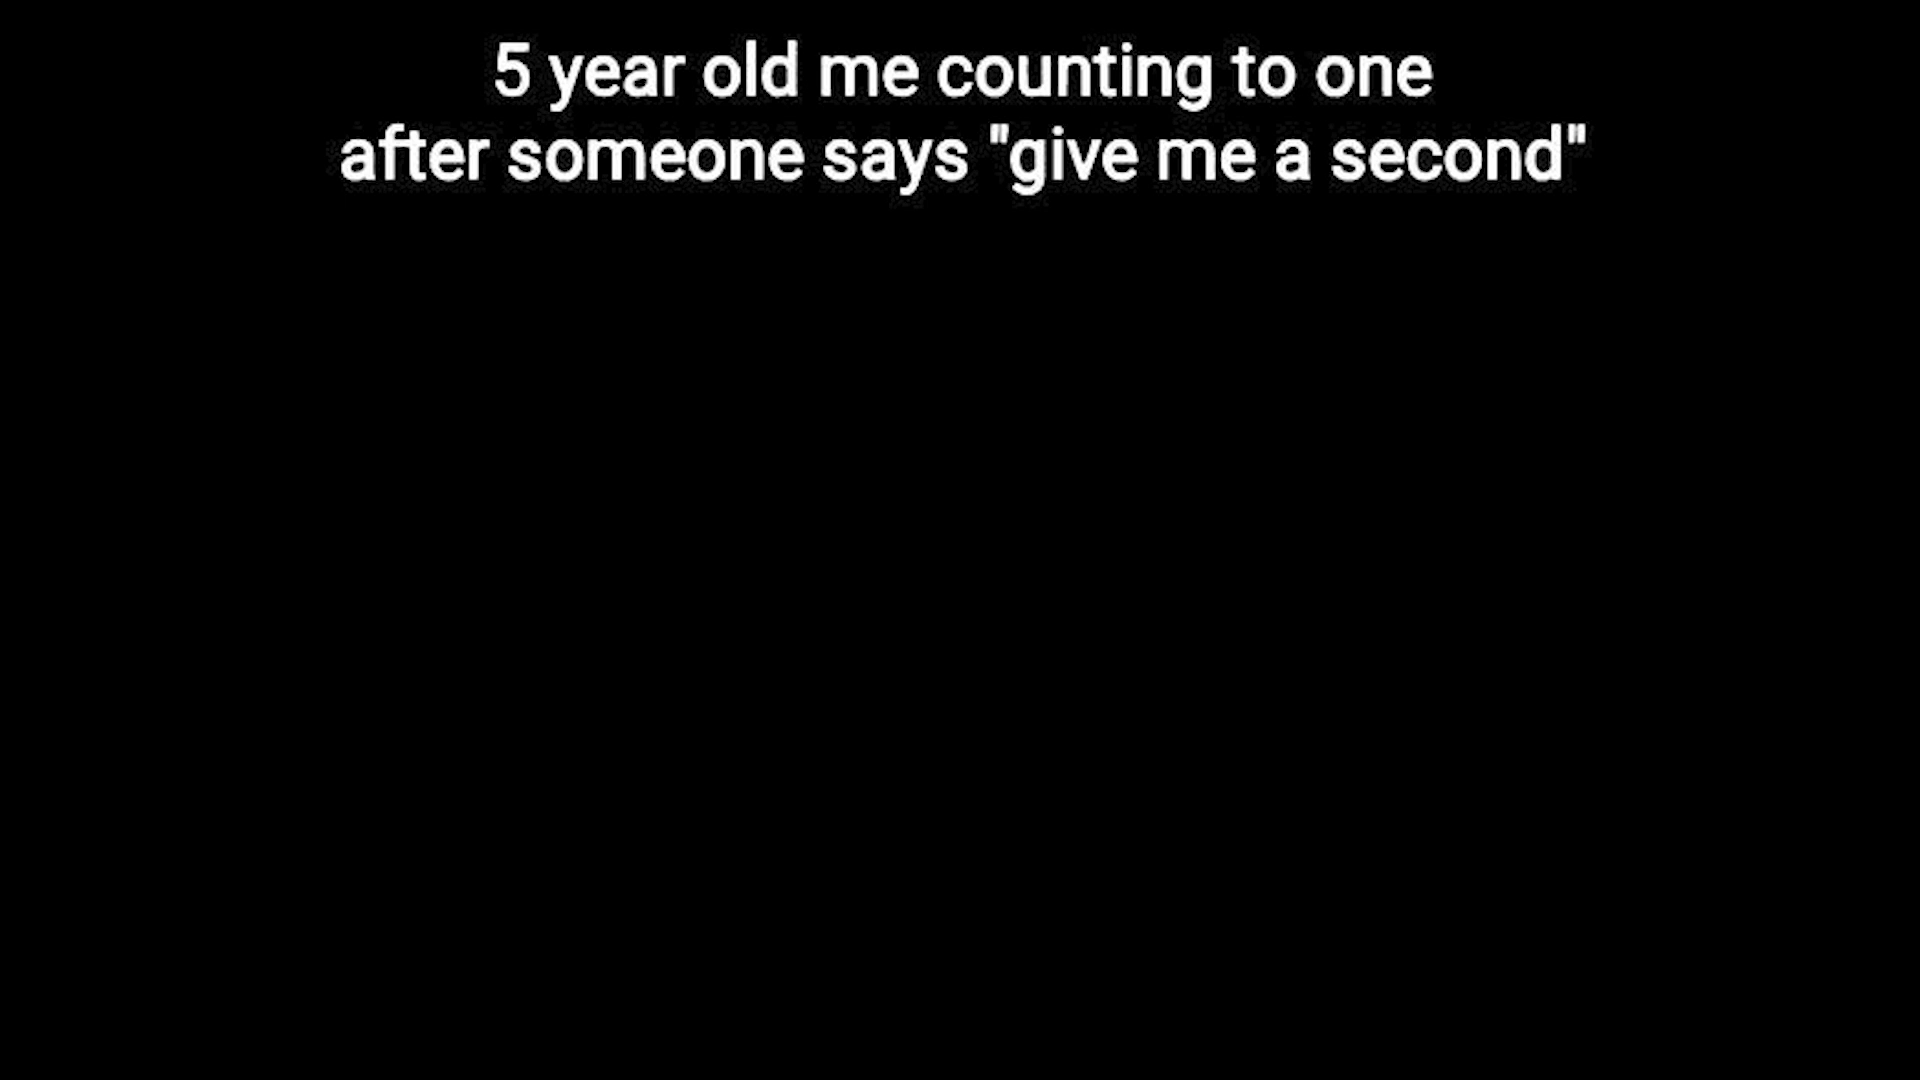 5 year old me counting to one
after someone says "give me a second"